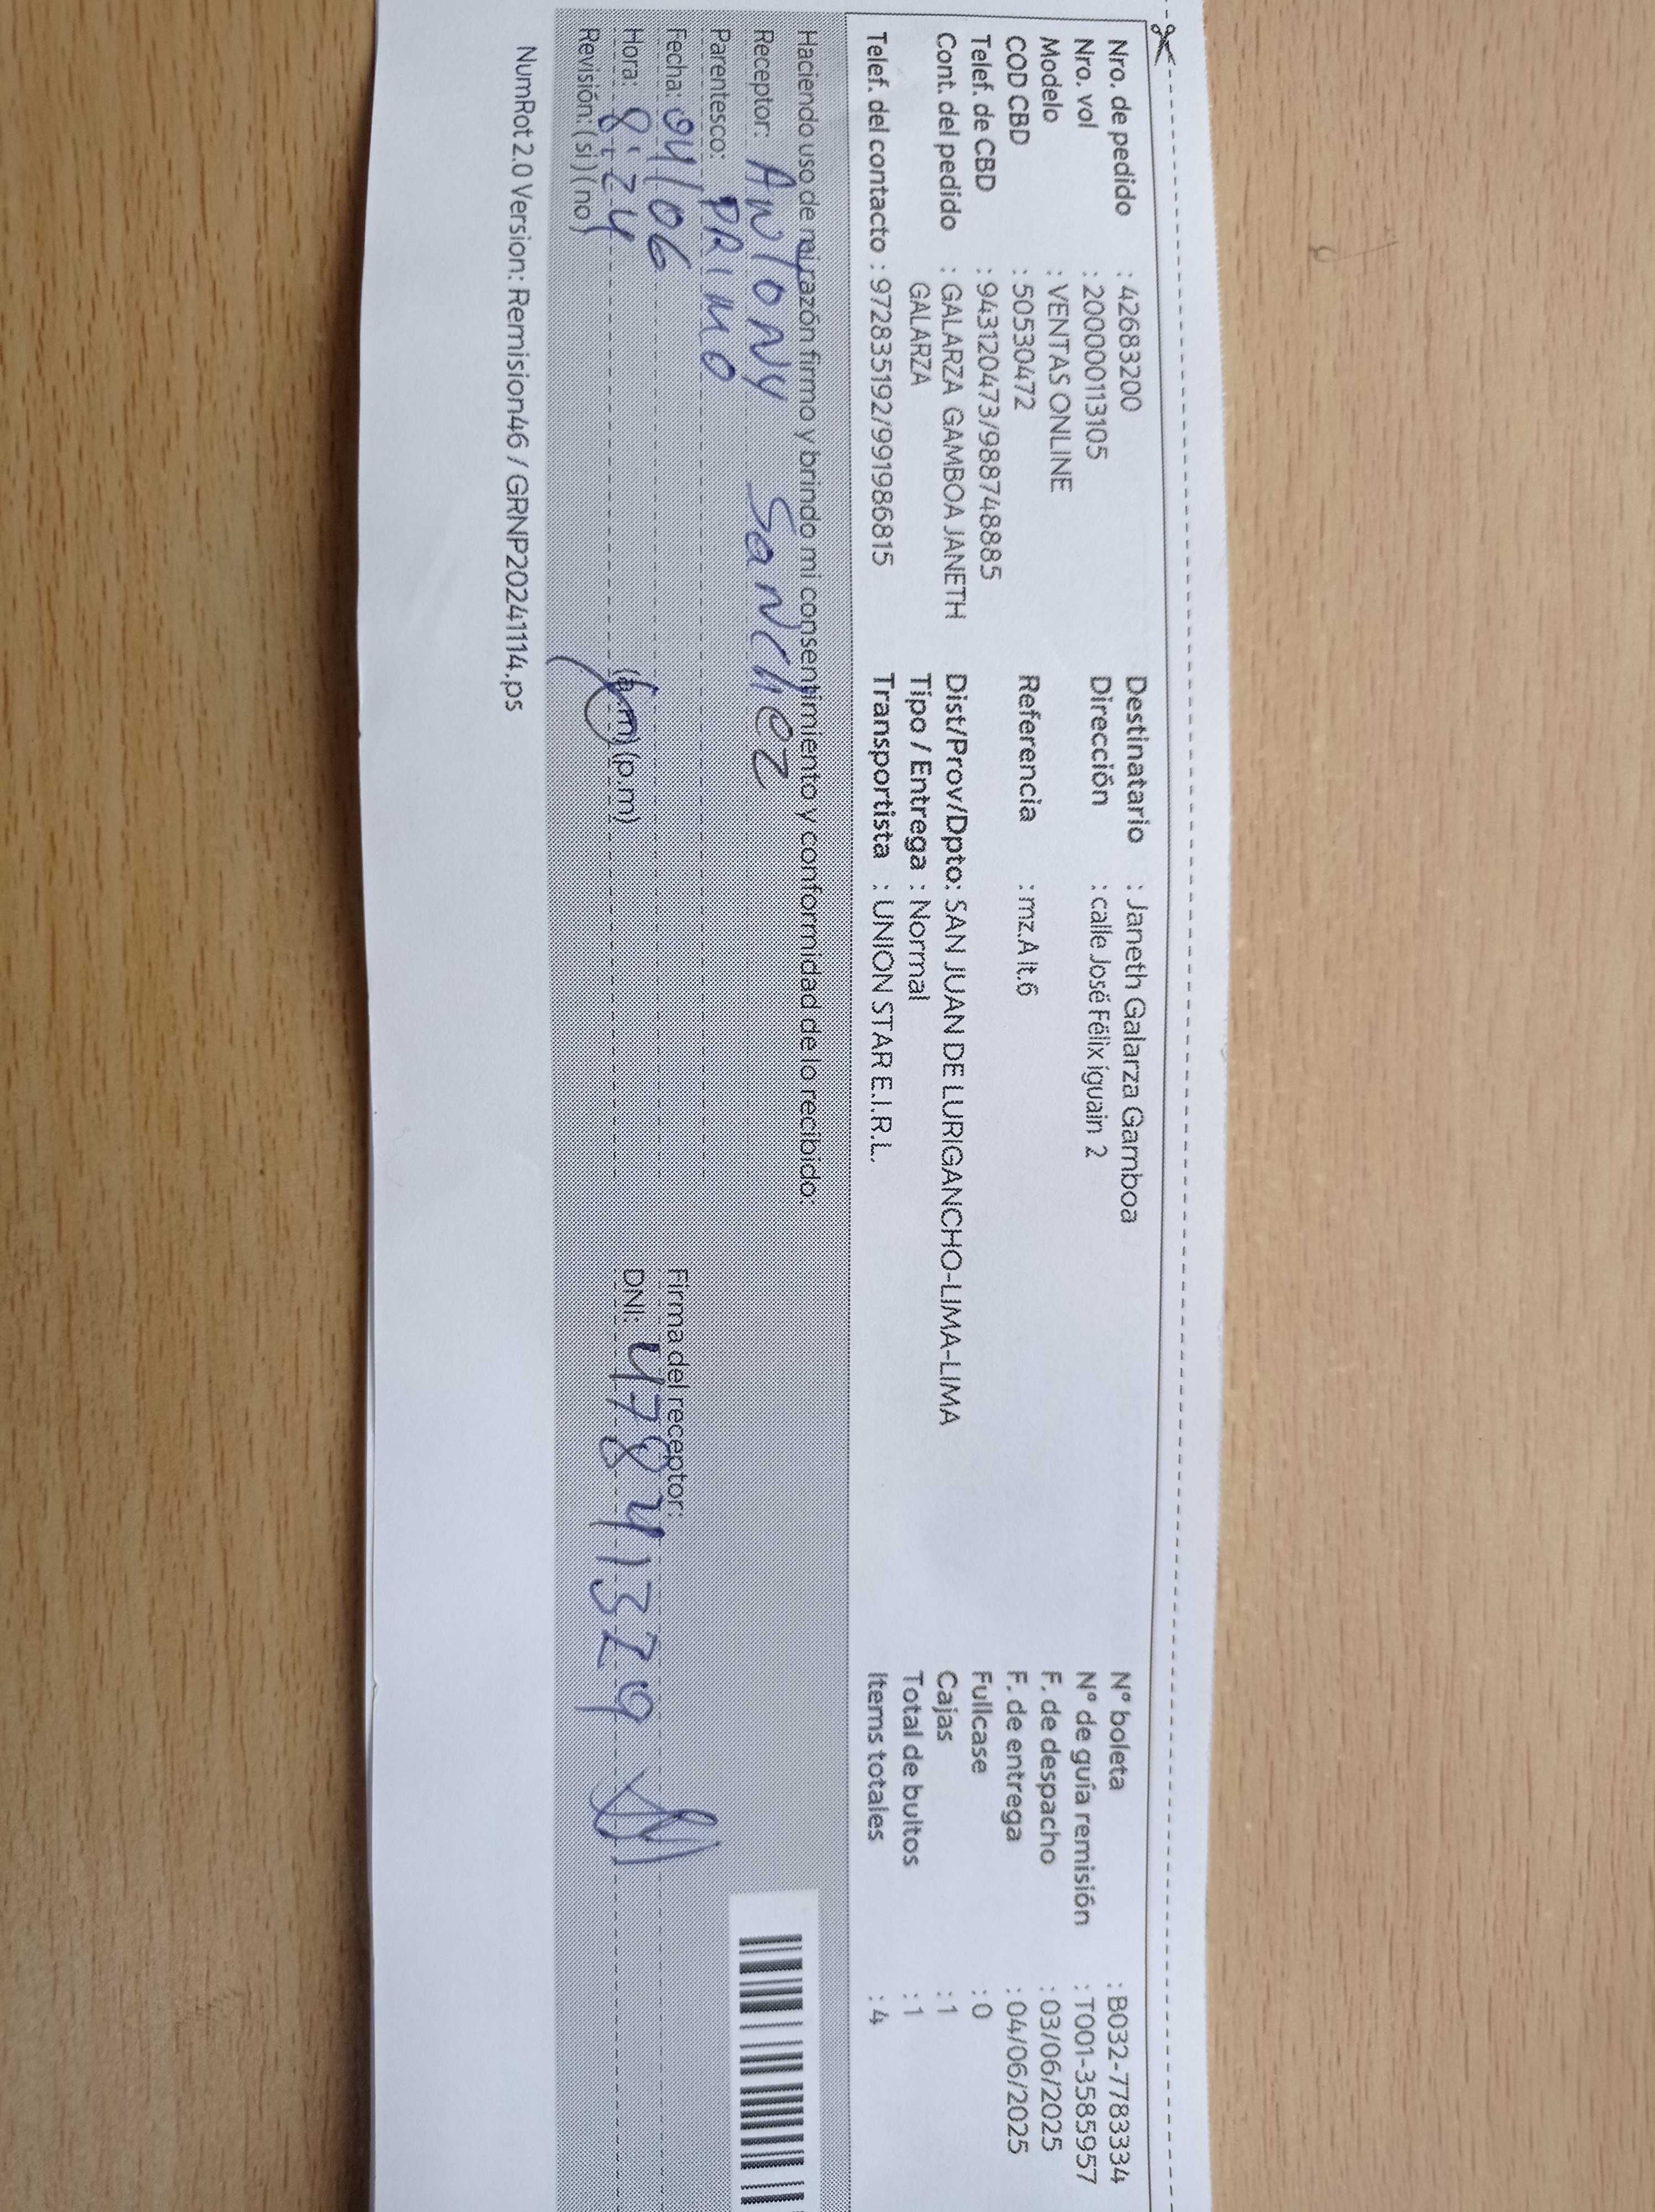 Nro. de pedido : 42683200
Nro. vol : 2000000113105
Modelo : VENTAS ONLINE
COD CBD : 50530472
Telef. de CBD : 943120473/988748885
Cont. del pedido : GALARZA GAMBOA JANETH
GALARZA
Telef. del contacto : 972835192/991986815
Destinatario : Janeth Galarza Gamboa
Dirección : calle José Félix iguain 2
Referencia : mz.A lt.6
Dist/Prov/Dpto: SAN JUAN DE LURIGANCHO-LIMA-LIMA
Tipo / Entrega : Normal
Transportista : UNION STAR E.I.R.L.
N° boleta : B032-7783334
N° de guía remisión : T001-3585957
F. de despacho : 03/06/2025
F. de entrega : 04/06/2025
Fullcase : 0
Cajas : 1
Total de bultos : 1
Items totales : 4
Haciendo uso de mi razón firmo y brindo mi consentimiento y conformidad de lo recibido:
Receptor: ANTONY SANCHEZ
Parentesco: PRIMO
Fecha: 04/06
Hora: 8:24 (a.m) (p.m)
Revisión: ( si ) ( no )
Firma del receptor:
DNI: 47841329
NumRot 2.0 Version: Remision46 / GRNP20241114.ps